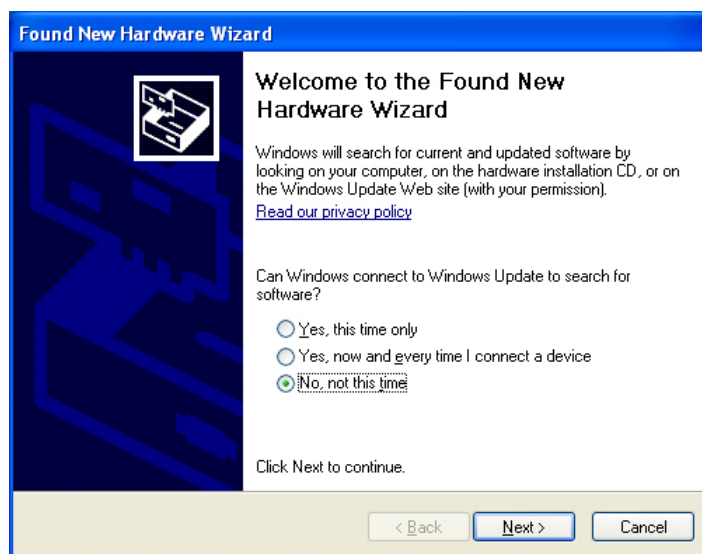 Found New Hardware Wizard
Welcome to the Found New
Hardware Wizard
Windows will search for current and updated software by
looking on your computer, on the hardware installation CD, or on
the Windows Update Web site (with your permission).
Read our privacy policy
Can Windows connect to Windows Update to search for
software?
Yes, this time only
Yes, now and every time I connect a device
No, not this time
Click Next to continue.
< Back
Next >
Cancel